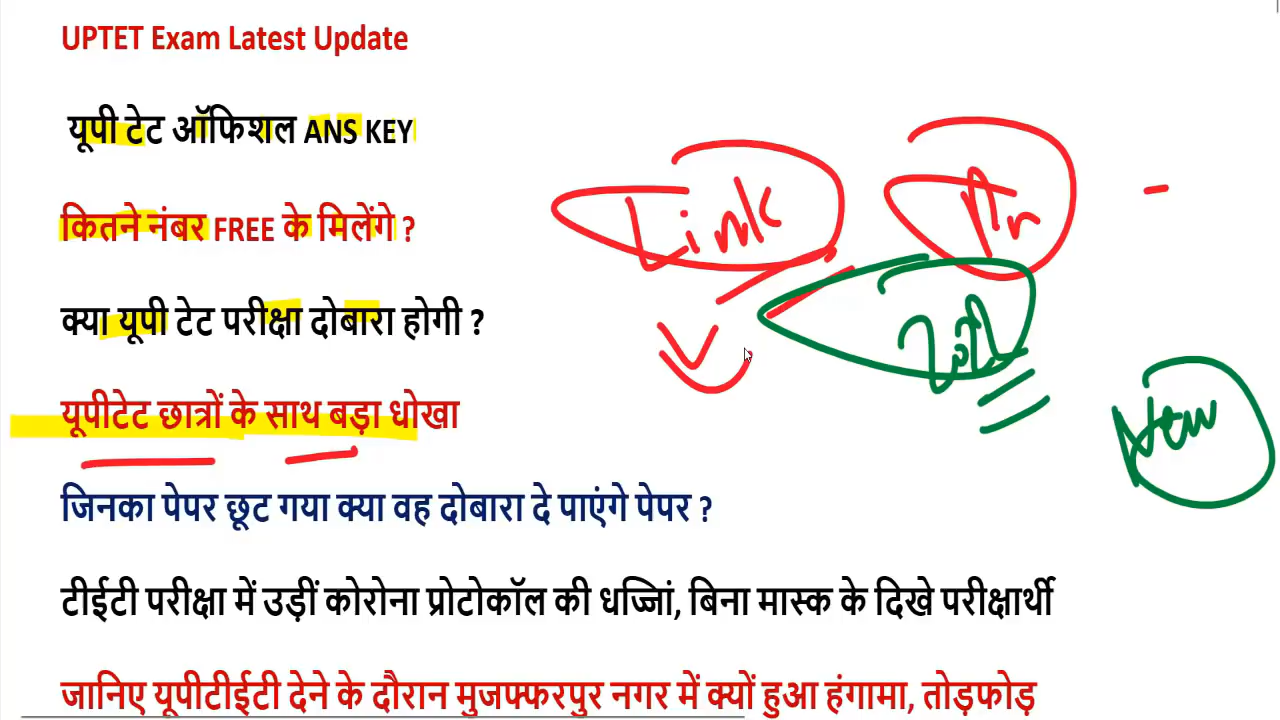 UPTET Exam Latest Update
यूपी टेट ऑफिशल ANS KEY
कितने नंबर FREE के मिलेंगे ?
Link
क्या यूपी टेट परीक्षा दोबारा होगी ?
यूपीटेट छात्रों के साथ बड़ा धोखा
New
जिनका पेपर छूट गया क्या वह दोबारा दे पाएंगे पेपर ?
टीईटी परीक्षा में उड़ीं कोरोना प्रोटोकॉल की धज्जिां, बिना मास्क के दिखे परीक्षार्थी
जानिए यूपीटीईटी देने के दौरान मुजफ्फरपुर नगर में क्यों हुआ हंगामा, तोड़फोड़